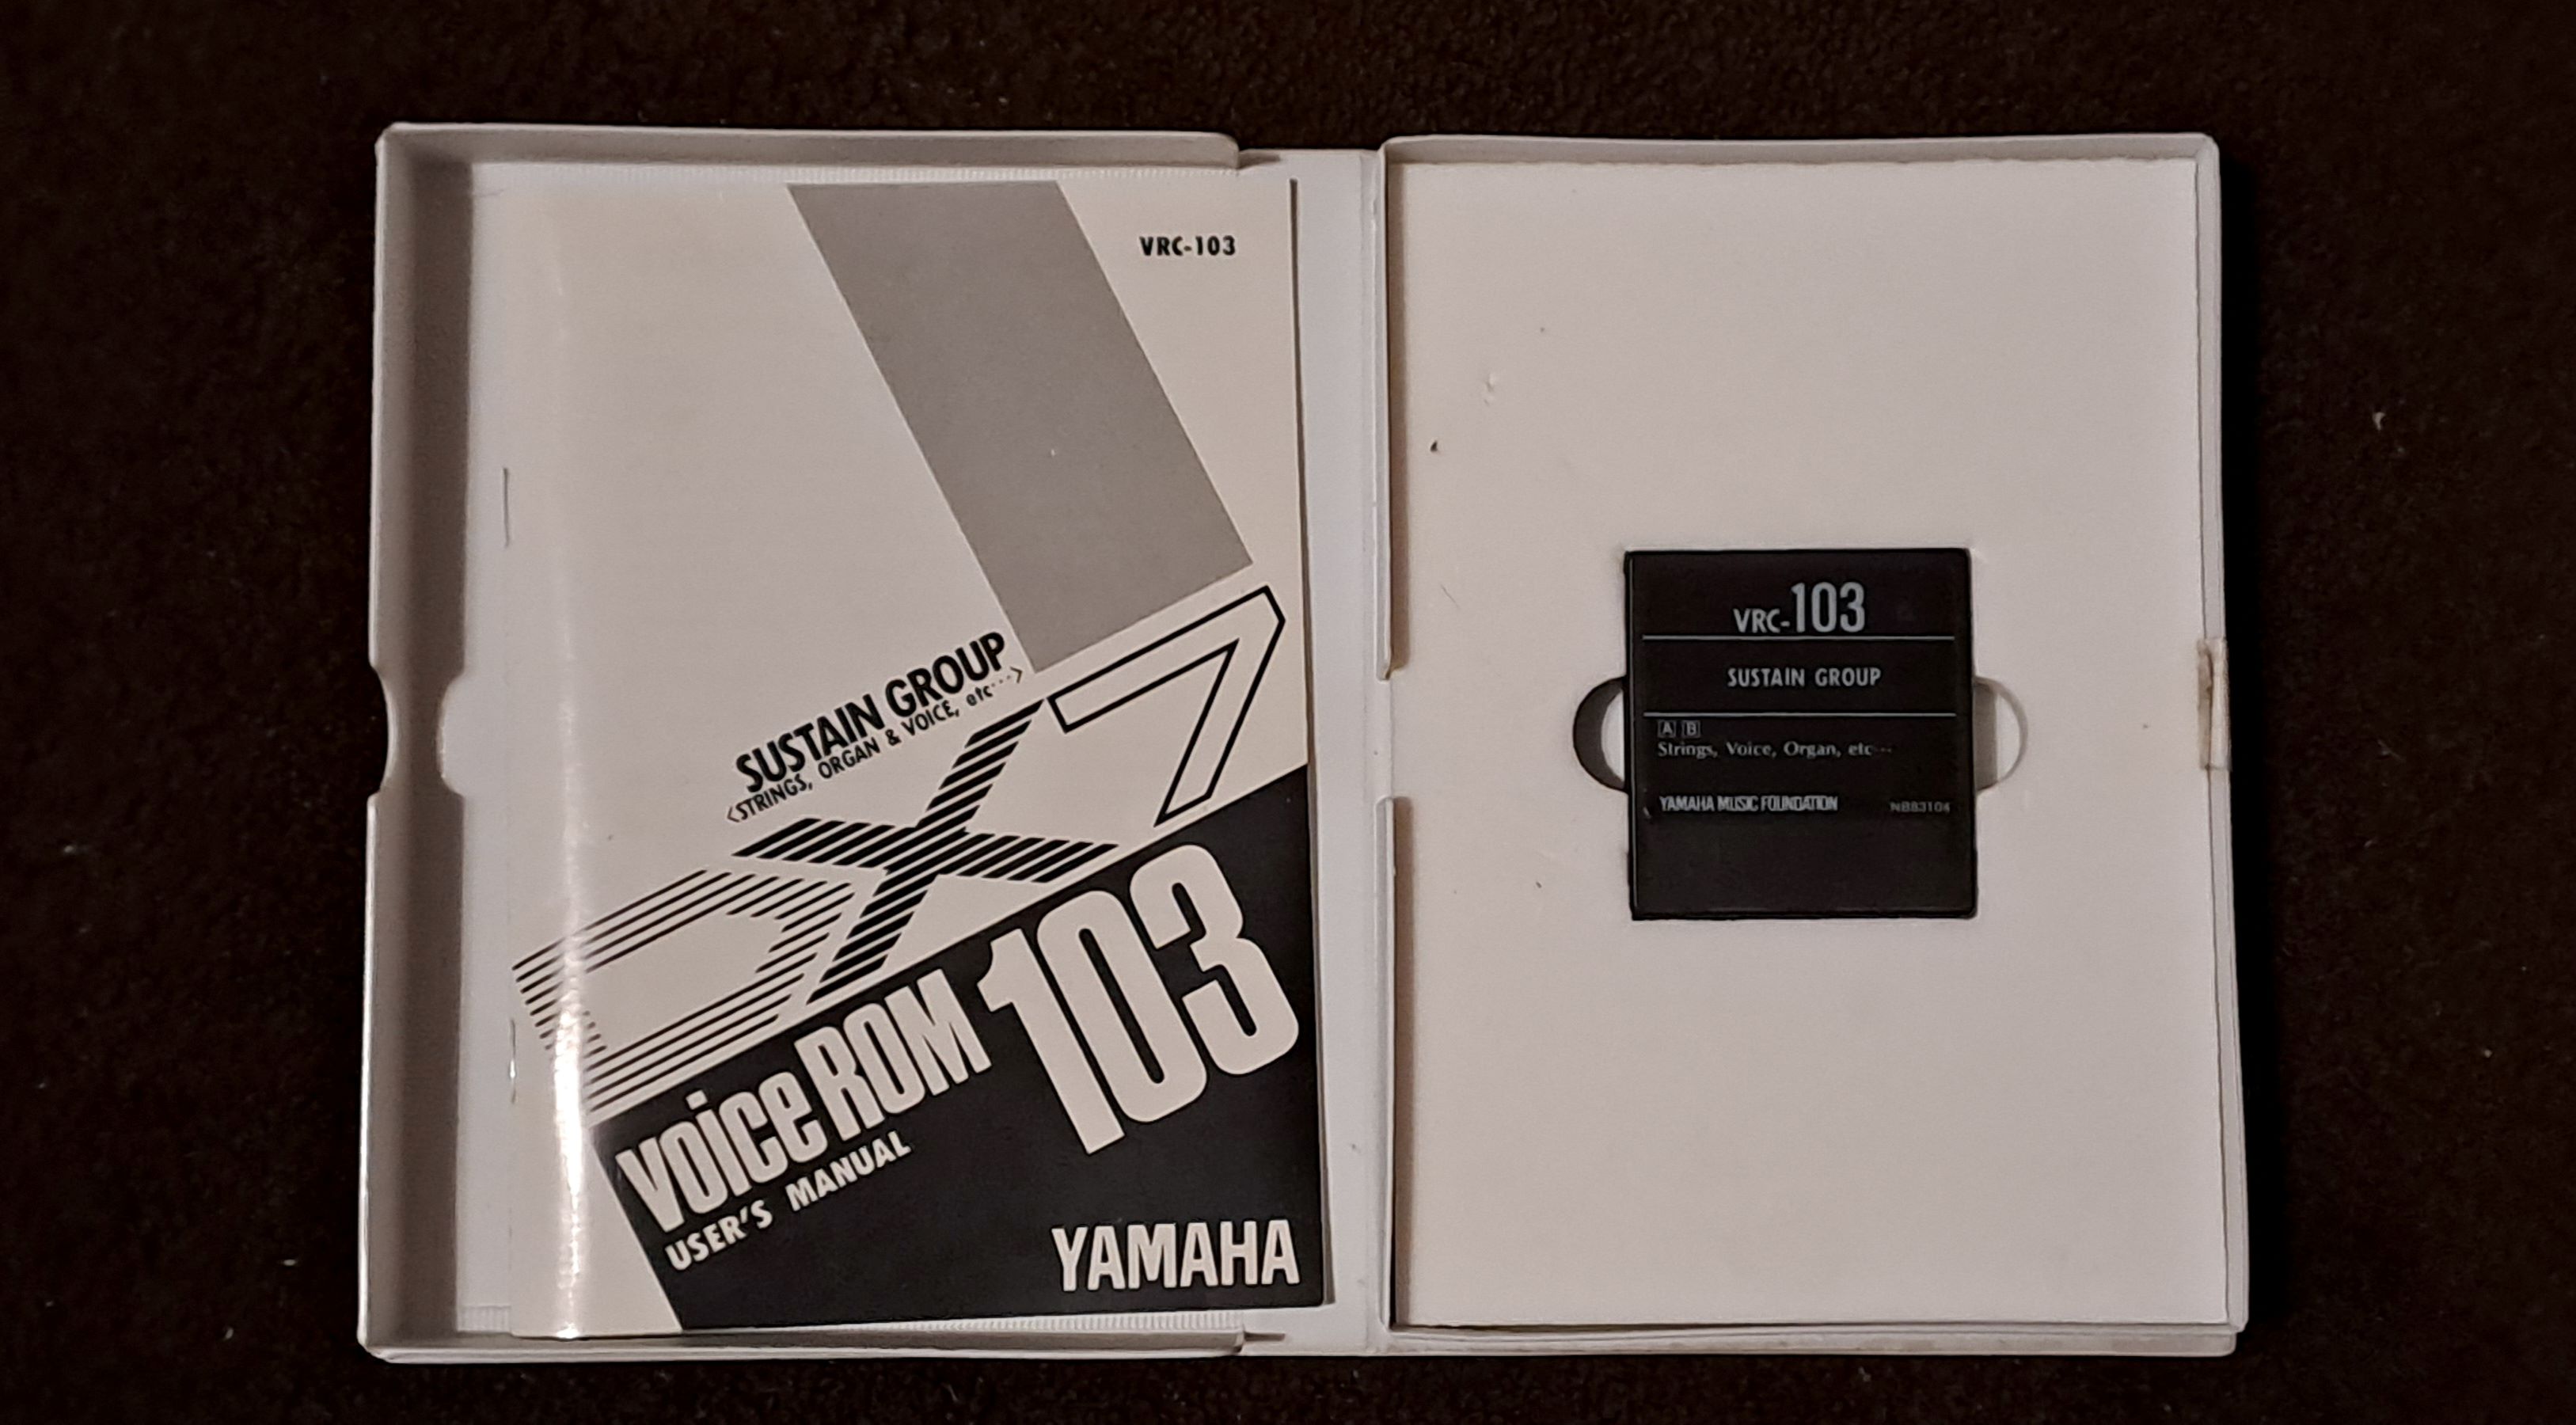 VRC-103
SUSTAIN GROUP
〈STRINGS, ORGAN & VOICE, etc···〉
DX7
Voice ROM 103
USER'S MANUAL
YAMAHA
VRC-103
SUSTAIN GROUP
A B
Strings, Voice, Organ, etc···
YAMAHA MUSIC FOUNDATION NB83104